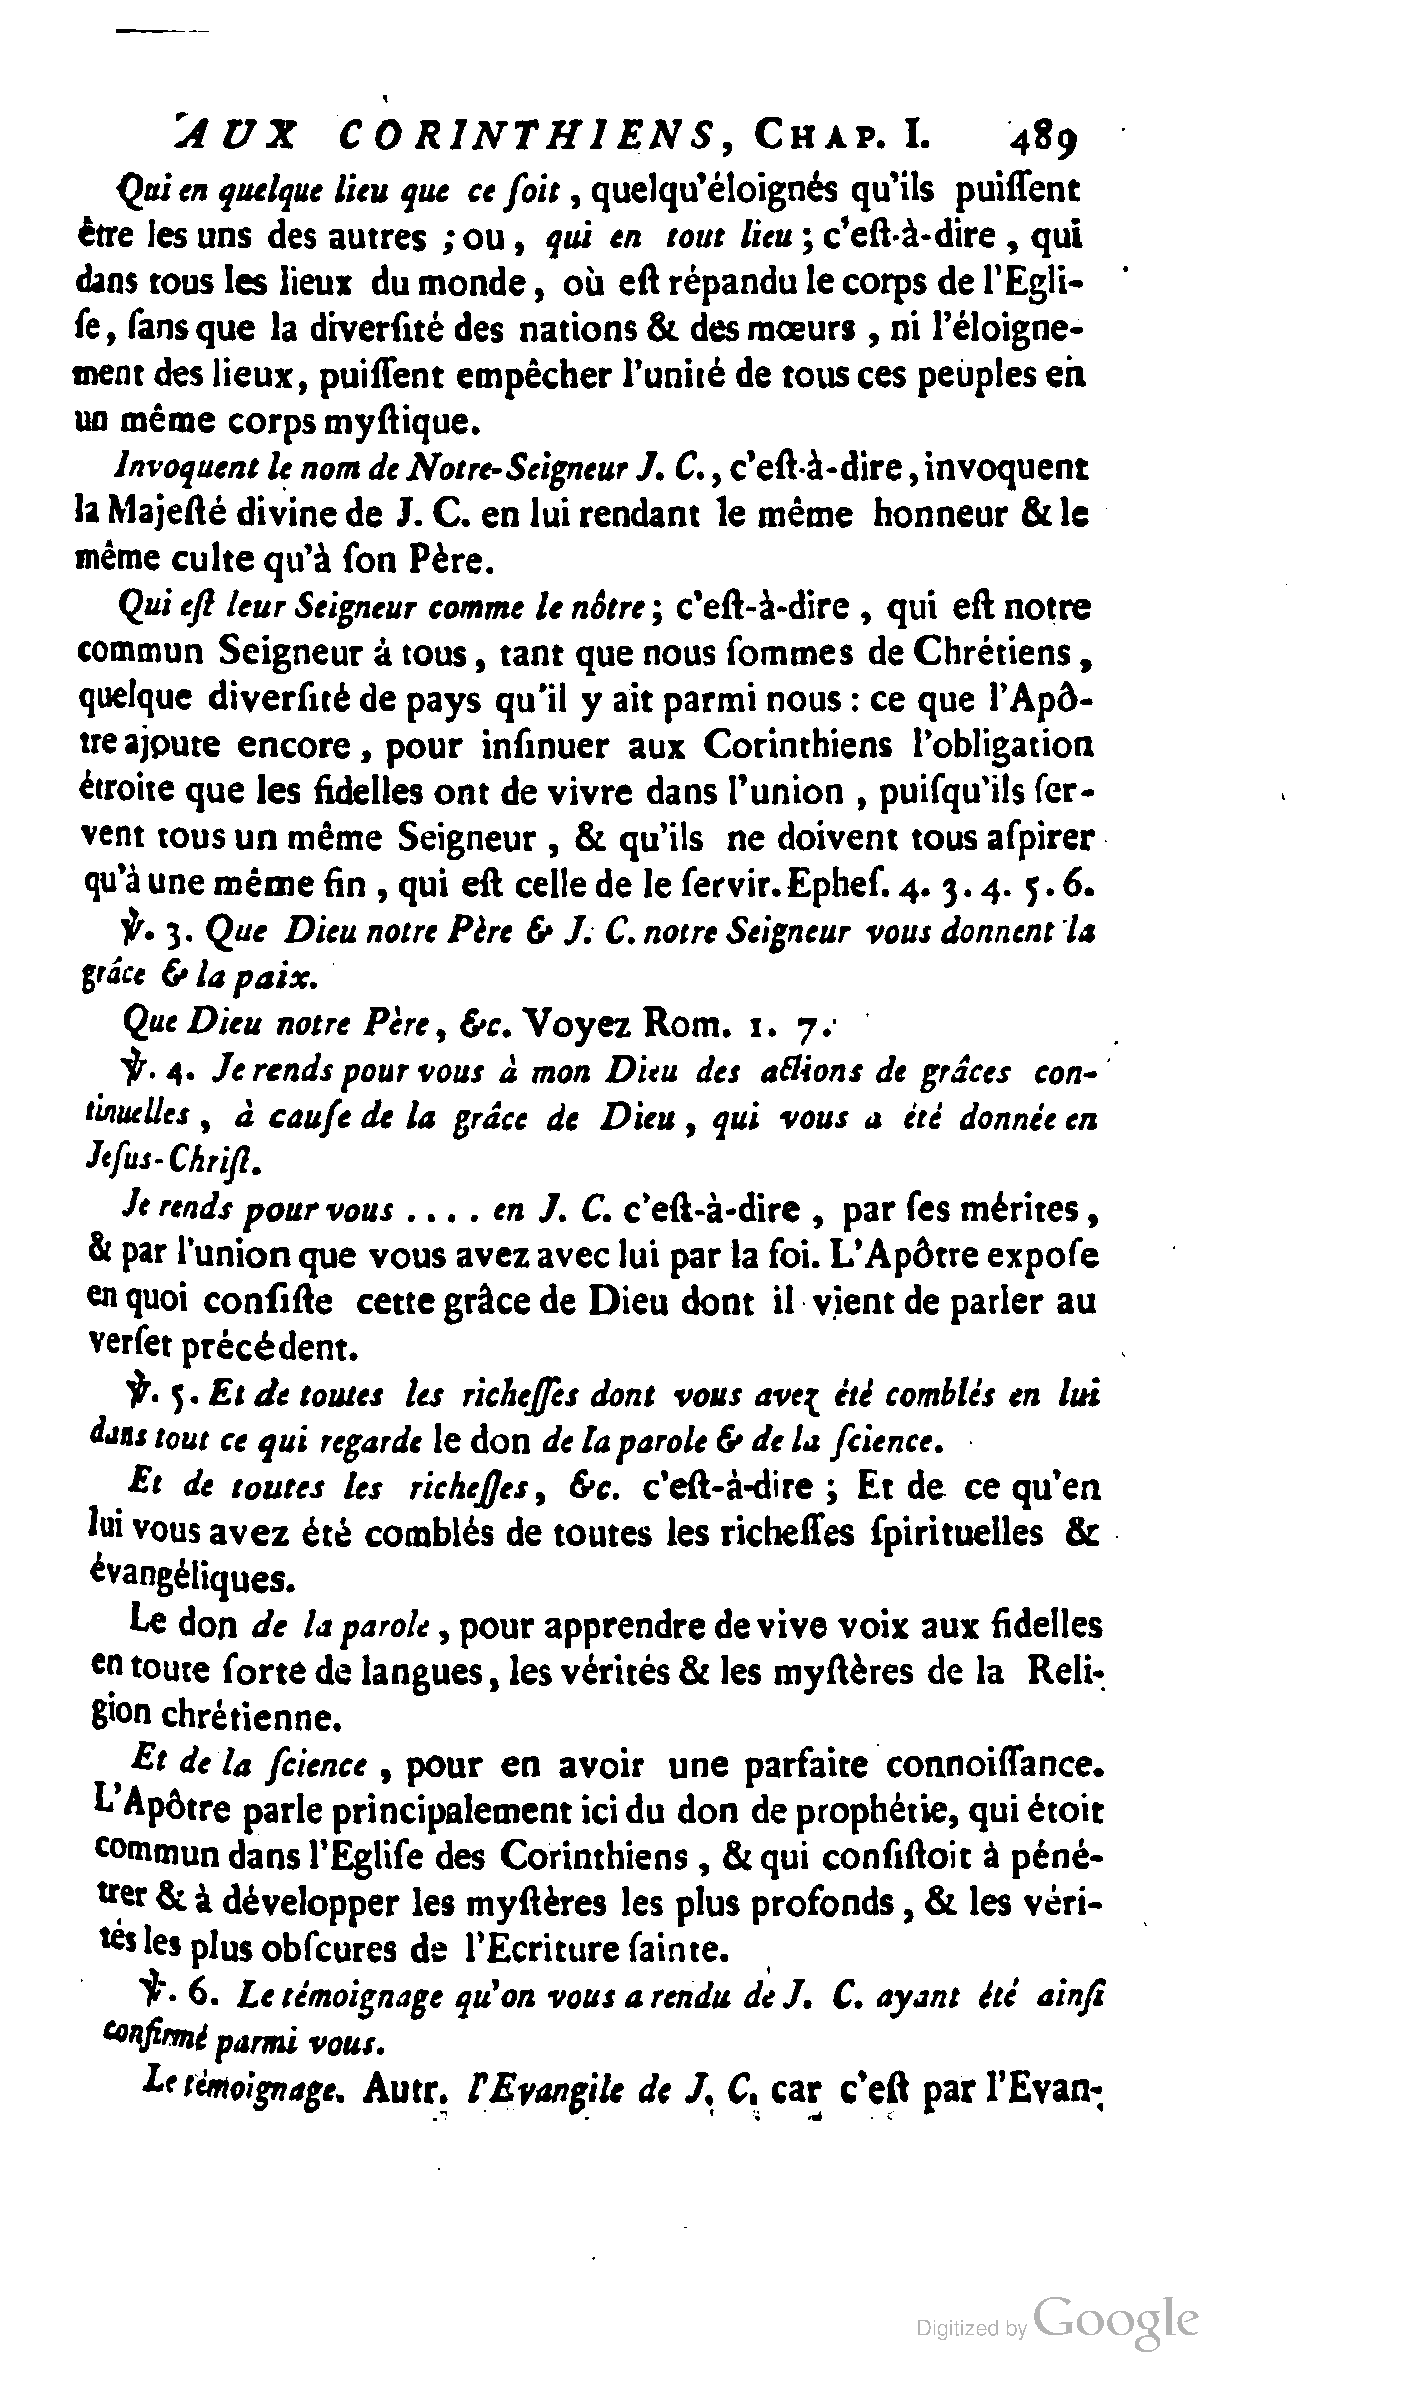 AUX CORINTHIENS, CHAP. I. 489
Qui en quelque lieu que ce ſoit, quelqu'éloignés qu'ils puiſſent
être les uns des autres ; ou, qui en tout lieu ; c'eſt-à-dire, qui
dans tous les lieux du monde, où eſt répandu le corps de l'Egli-
ſe, ſans que la diverſité des nations & des mœurs, ni l'éloigne-
ment des lieux, puiſſent empêcher l'unité de tous ces peuples en
un même corps myſtique.
Invoquent le nom de Notre-Seigneur J. C., c'eſt-à-dire, invoquent
la Majeſté divine de J. C. en lui rendant le même honneur & le
même culte qu'à ſon Père.
Qui eſt leur Seigneur comme le nôtre ; c'eſt-à-dire, qui eſt notre
commun Seigneur à tous, tant que nous ſommes de Chrétiens,
quelque diverſité de pays qu'il y ait parmi nous : ce que l'Apô-
tre ajoute encore, pour inſinuer aux Corinthiens l'obligation
étroite que les fidelles ont de vivre dans l'union, puiſqu'ils ſer-
vent tous un même Seigneur, & qu'ils ne doivent tous aſpirer
qu'à une même fin, qui eſt celle de le ſervir. Epheſ. 4. 3. 4. 5. 6.
℣. 3. Que Dieu notre Père & J. C. notre Seigneur vous donnent la
grâce & la paix.
Que Dieu notre Père, &c. Voyez Rom. 1. 7.
℣. 4. Je rends pour vous à mon Dieu des actions de grâces con-
tinuelles, à cauſe de la grâce de Dieu, qui vous a été donnée en
Jeſus-Chriſt.
Je rends pour vous .... en J. C. c'eſt-à-dire, par ſes mérites,
& par l'union que vous avez avec lui par la foi. L'Apôtre expoſe
en quoi conſiſte cette grâce de Dieu dont il vient de parler au
verſet précédent.
℣. 5. Et de toutes les richeſſes dont vous avez été comblés en lui
dans tout ce qui regarde le don de la parole & de la ſcience.
Et de toutes les richeſſes, &c. c'eſt-à-dire ; Et de ce qu'en
lui vous avez été comblés de toutes les richeſſes ſpirituelles &
évangéliques.
Le don de la parole, pour apprendre de vive voix aux fidelles
en toute ſorte de langues, les vérités & les myſtères de la Reli-
gion chrétienne.
Et de la ſcience, pour en avoir une parfaite connoiſſance.
L'Apôtre parle principalement ici du don de prophétie, qui étoit
commun dans l'Egliſe des Corinthiens, & qui conſiſtoit à péné-
trer & à développer les myſtères les plus profonds, & les véri-
tés les plus obſcures de l'Ecriture ſainte.
℣. 6. Le témoignage qu'on vous a rendu de J. C. ayant été ainſi
confirmé parmi vous.
Le témoignage. Autr. l'Evangile de J. C. car c'eſt par l'Evan-
Digitized by Google